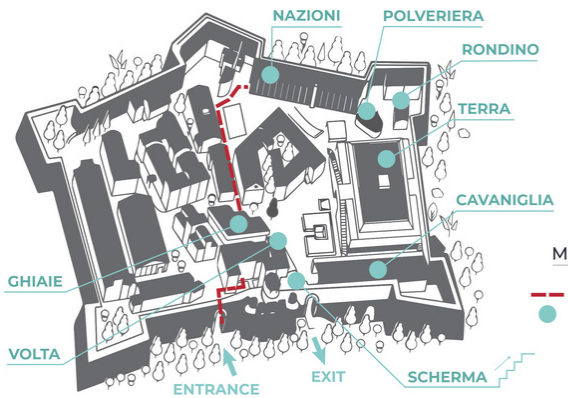 NAZIONI
POLVERIERA
RONDINO
TERRA
CAVANIGLIA
M
GHIAIE
VOLTA
ENTRANCE
EXIT
SCHERMA